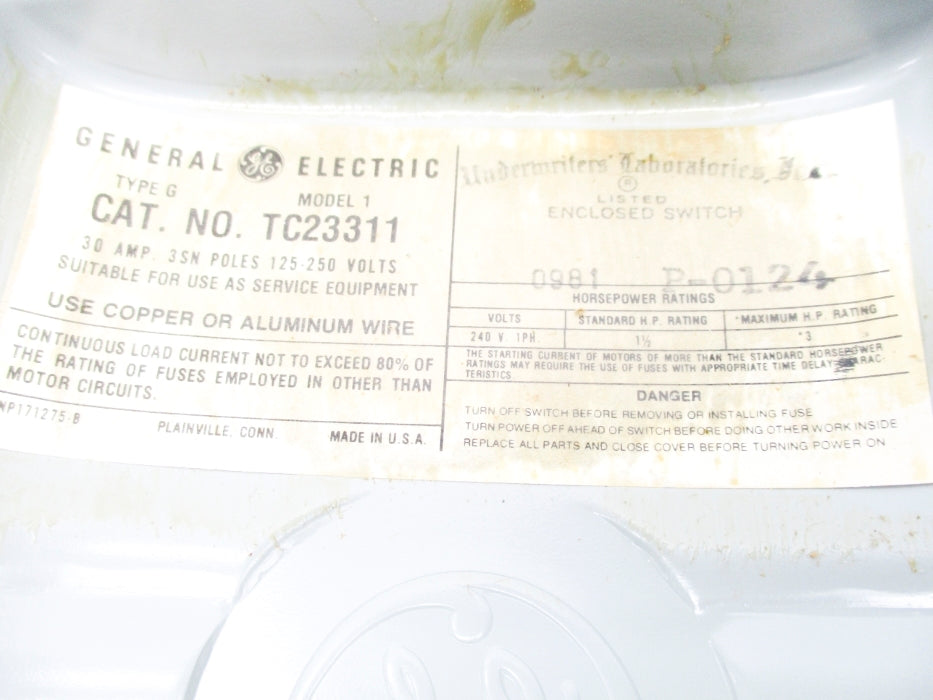 GENERAL GE ELECTRIC
TYPE G MODEL 1
CAT. NO. TC23311
30 AMP. 3SN POLES 125-250 VOLTS
SUITABLE FOR USE AS SERVICE EQUIPMENT
USE COPPER OR ALUMINUM WIRE
CONTINUOUS LOAD CURRENT NOT TO EXCEED 80% OF
THE RATING OF FUSES EMPLOYED IN OTHER THAN
MOTOR CIRCUITS.
NP171275-B PLAINVILLE, CONN. MADE IN U.S.A.
Underwriters' Laboratories, Inc.
LISTED
ENCLOSED SWITCH
0981 P-0124
HORSEPOWER RATINGS
VOLTS STANDARD H.P. RATING *MAXIMUM H.P. RATING
240 V. 1PH. 1½ *3
THE STARTING CURRENT OF MOTORS OF MORE THAN THE STANDARD HORSEPOWER
RATINGS MAY REQUIRE THE USE OF FUSES WITH APPROPRIATE TIME DELAY
TERISTICS.
DANGER
TURN OFF SWITCH BEFORE REMOVING OR INSTALLING FUSE
TURN POWER OFF AHEAD OF SWITCH BEFORE DOING OTHER WORK INSIDE
REPLACE ALL PARTS AND CLOSE COVER BEFORE TURNING POWER ON